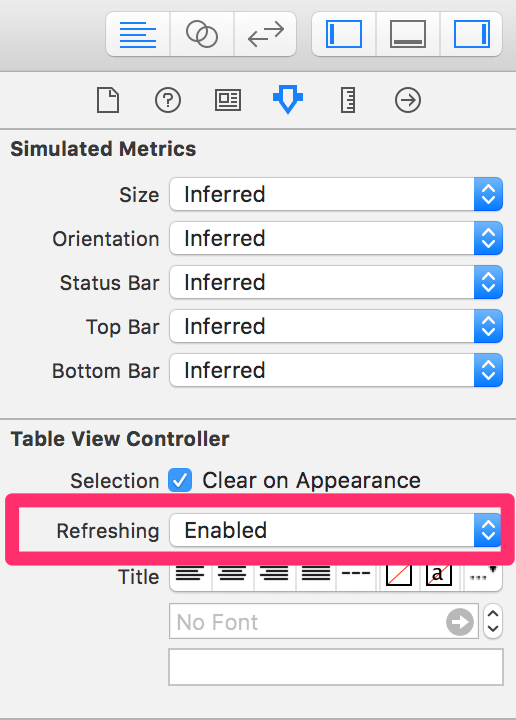 Simulated Metrics
Size Inferred
Orientation Inferred
Status Bar Inferred
Top Bar Inferred
Bottom Bar Inferred
Table View Controller
Selection Clear on Appearance
Refreshing Enabled
Title a
No Font